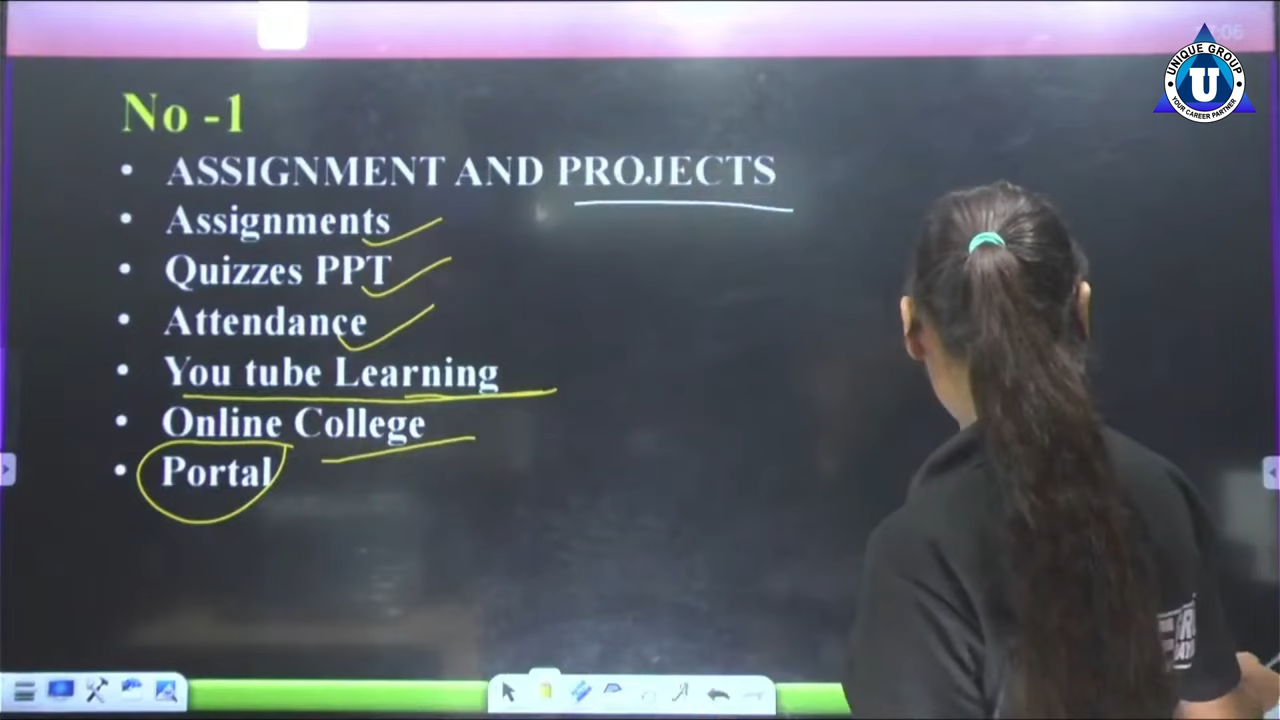 UNIQUE GROUP
U
YOUR CAREER PARTNER
No -1
• ASSIGNMENT AND PROJECTS
• Assignments
• Quizzes PPT
• Attendance
• You tube Learning
• Online College
• Portal